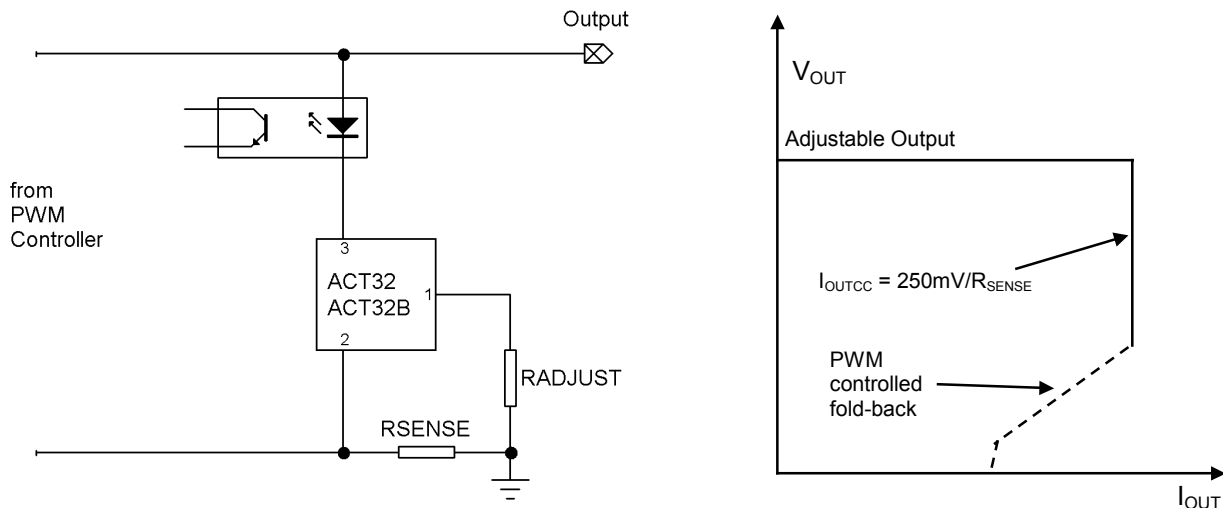 Output
from
PWM
Controller
3
ACT32
ACT32B
1
2
RADJUST
RSENSE
VOUT
Adjustable Output
IOUTCC = 250mV/RSENSE
PWM
controlled
fold-back
IOUT